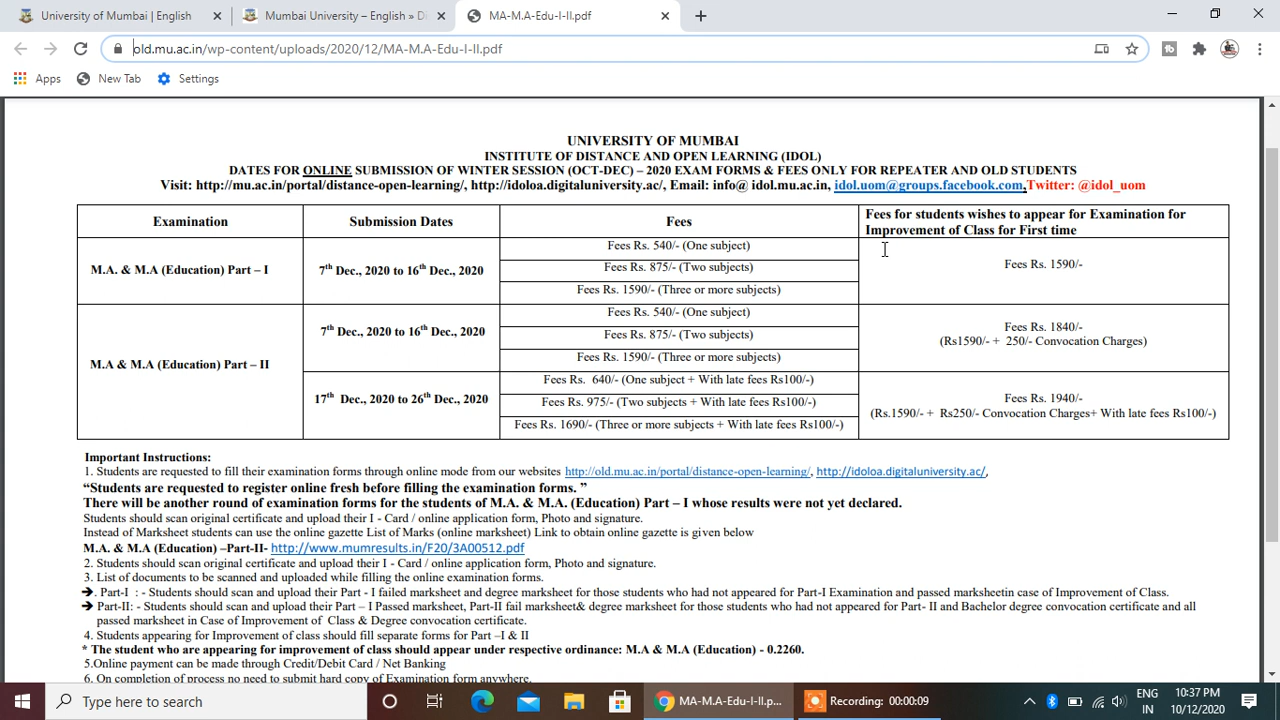 University of Mumbai | English
Mumbai University – English » Di
MA-M.A-Edu-I-II.pdf
old.mu.ac.in/wp-content/uploads/2020/12/MA-M.A-Edu-I-II.pdf
Apps
New Tab
Settings
UNIVERSITY OF MUMBAI
INSTITUTE OF DISTANCE AND OPEN LEARNING (IDOL)
DATES FOR ONLINE SUBMISSION OF WINTER SESSION (OCT-DEC) – 2020 EXAM FORMS & FEES ONLY FOR REPEATER AND OLD STUDENTS
Visit: http://mu.ac.in/portal/distance-open-learning/, http://idoloa.digitaluniversity.ac/, Email: info@ idol.mu.ac.in, idol.uom@groups.facebook.com,Twitter: @idol_uom
Examination
Submission Dates
Fees
Fees for students wishes to appear for Examination for
Improvement of Class for First time
M.A. & M.A (Education) Part – I
7th Dec., 2020 to 16th Dec., 2020
Fees Rs. 540/- (One subject)
Fees Rs. 875/- (Two subjects)
Fees Rs. 1590/- (Three or more subjects)
Fees Rs. 1590/-
M.A & M.A (Education) Part – II
7th Dec., 2020 to 16th Dec., 2020
Fees Rs. 540/- (One subject)
Fees Rs. 875/- (Two subjects)
Fees Rs. 1590/- (Three or more subjects)
Fees Rs. 1840/-
(Rs1590/- + 250/- Convocation Charges)
17th Dec., 2020 to 26th Dec., 2020
Fees Rs. 640/- (One subject + With late fees Rs100/-)
Fees Rs. 975/- (Two subjects + With late fees Rs100/-)
Fees Rs. 1690/- (Three or more subjects + With late fees Rs100/-)
Fees Rs. 1940/-
(Rs.1590/- + Rs250/- Convocation Charges+ With late fees Rs100/-)
Important Instructions:
1. Students are requested to fill their examination forms through online mode from our websites http://old.mu.ac.in/portal/distance-open-learning/, http://idoloa.digitaluniversity.ac/,
“Students are requested to register online fresh before filling the examination forms. ”
There will be another round of examination forms for the students of M.A. & M.A. (Education) Part – I whose results were not yet declared.
Students should scan original certificate and upload their I - Card / online application form, Photo and signature.
Instead of Marksheet students can use the online gazette List of Marks (online marksheet) Link to obtain online gazette is given below
M.A. & M.A (Education) –Part-II- http://www.mumresults.in/F20/3A00512.pdf
2. Students should scan original certificate and upload their I - Card / online application form, Photo and signature.
3. List of documents to be scanned and uploaded while filling the online examination forms.
➔. Part-I : - Students should scan and upload their Part - I failed marksheet and degree marksheet for those students who had not appeared for Part-I Examination and passed marksheetin case of Improvement of Class.
➔ Part-II: - Students should scan and upload their Part – I Passed marksheet, Part-II fail marksheet& degree marksheet for those students who had not appeared for Part- II and Bachelor degree convocation certificate and all
passed marksheet in Case of Improvement of Class & Degree convocation certificate.
4. Students appearing for Improvement of class should fill separate forms for Part –I & II
* The student who are appearing for improvement of class should appear under respective ordinance: M.A & M.A (Education) - 0.2260.
5.Online payment can be made through Credit/Debit Card / Net Banking
6. On completion of process no need to submit hard copy of Examination form anywhere.
Type here to search
MA-M.A-Edu-I-II.p...
Recording: 00:00:09
ENG
IN
10:37 PM
10/12/2020